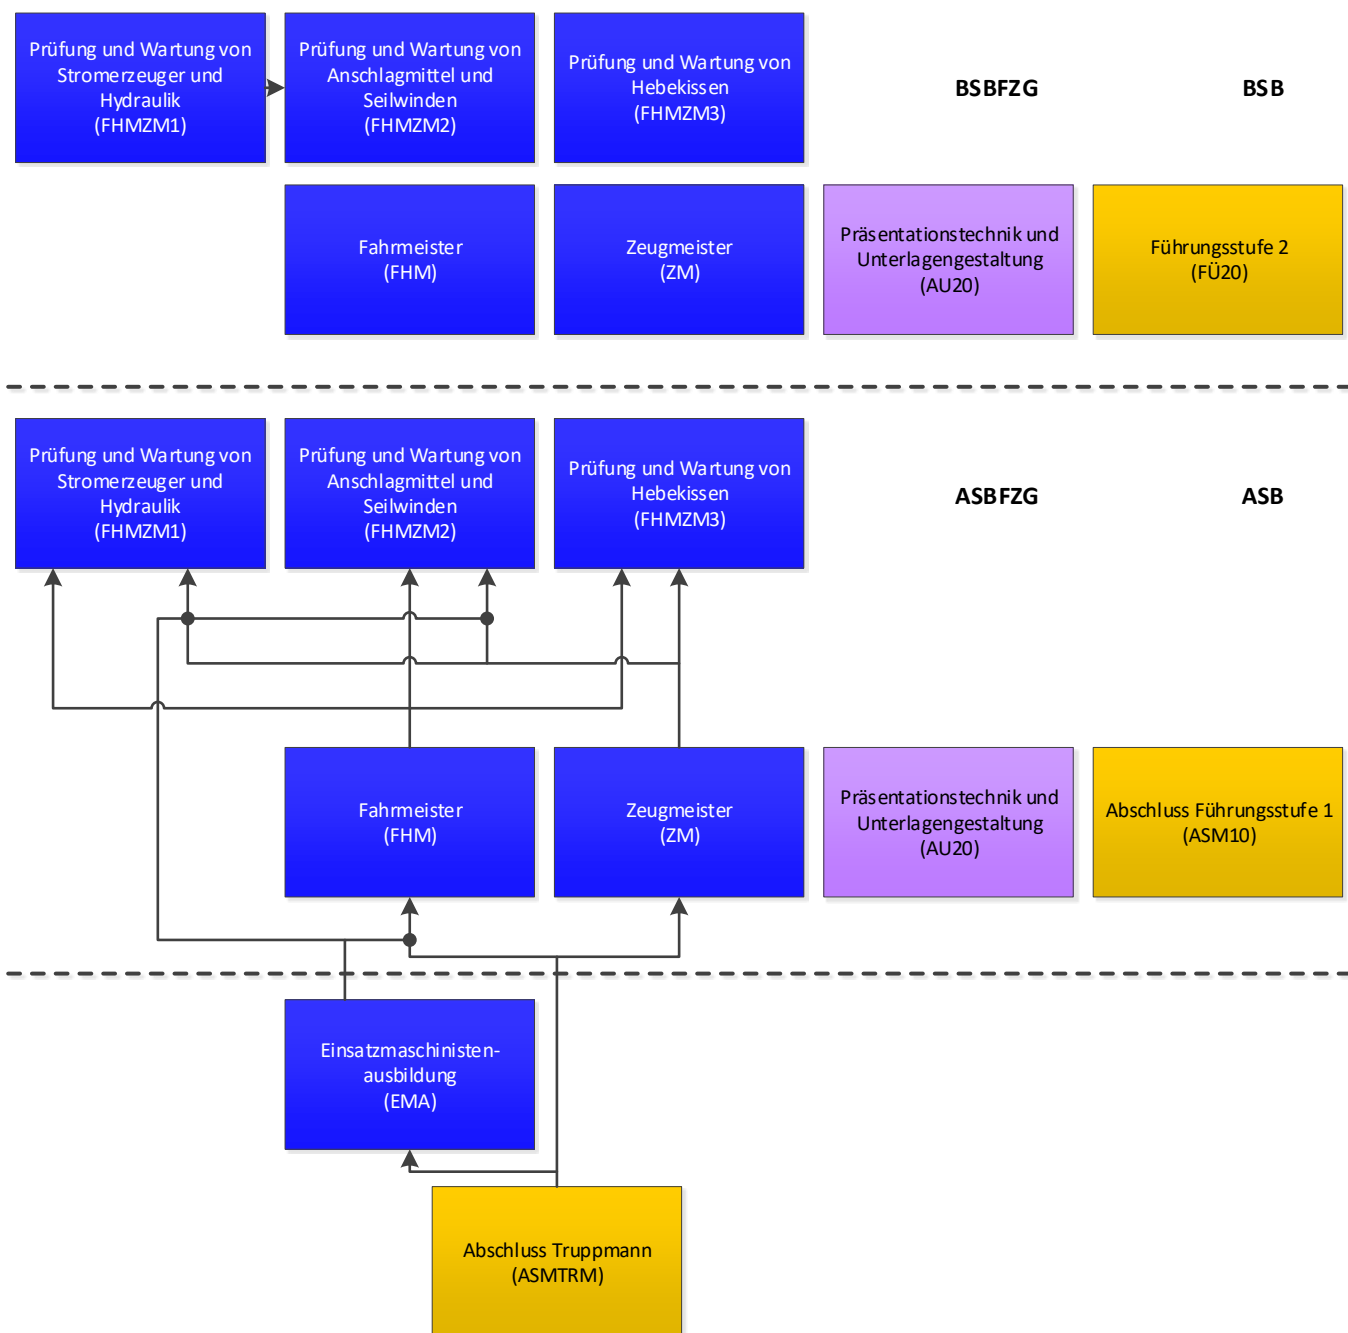 Prüfung und Wartung von
Stromerzeuger und
Hydraulik
(FHMZM1)
Prüfung und Wartung von
Anschlagmittel und
Seilwinden
(FHMZM2)
Prüfung und Wartung von
Hebekissen
(FHMZM3)
BSBFZG
BSB
Fahrmeister
(FHM)
Zeugmeister
(ZM)
Präsentationstechnik und
Unterlagengestaltung
(AU20)
Führungsstufe 2
(FÜ20)
Prüfung und Wartung von
Stromerzeuger und
Hydraulik
(FHMZM1)
Prüfung und Wartung von
Anschlagmittel und
Seilwinden
(FHMZM2)
Prüfung und Wartung von
Hebekissen
(FHMZM3)
ASBFZG
ASB
Fahrmeister
(FHM)
Zeugmeister
(ZM)
Präsentationstechnik und
Unterlagengestaltung
(AU20)
Abschluss Führungsstufe 1
(ASM10)
Einsatzmaschinisten-
ausbildung
(EMA)
Abschluss Truppmann
(ASMTRM)